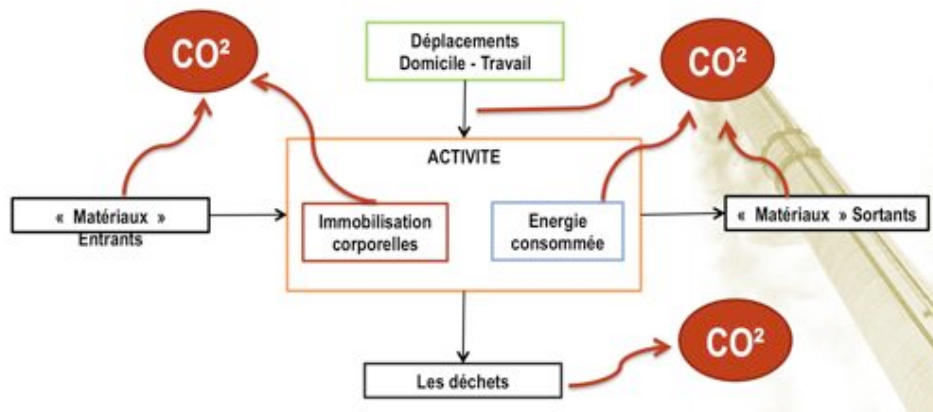 CO²
Déplacements
Domicile - Travail
CO²
ACTIVITE
« Matériaux »
Entrants
Immobilisation
corporelles
Energie
consommée
« Matériaux » Sortants
CO²
Les déchets